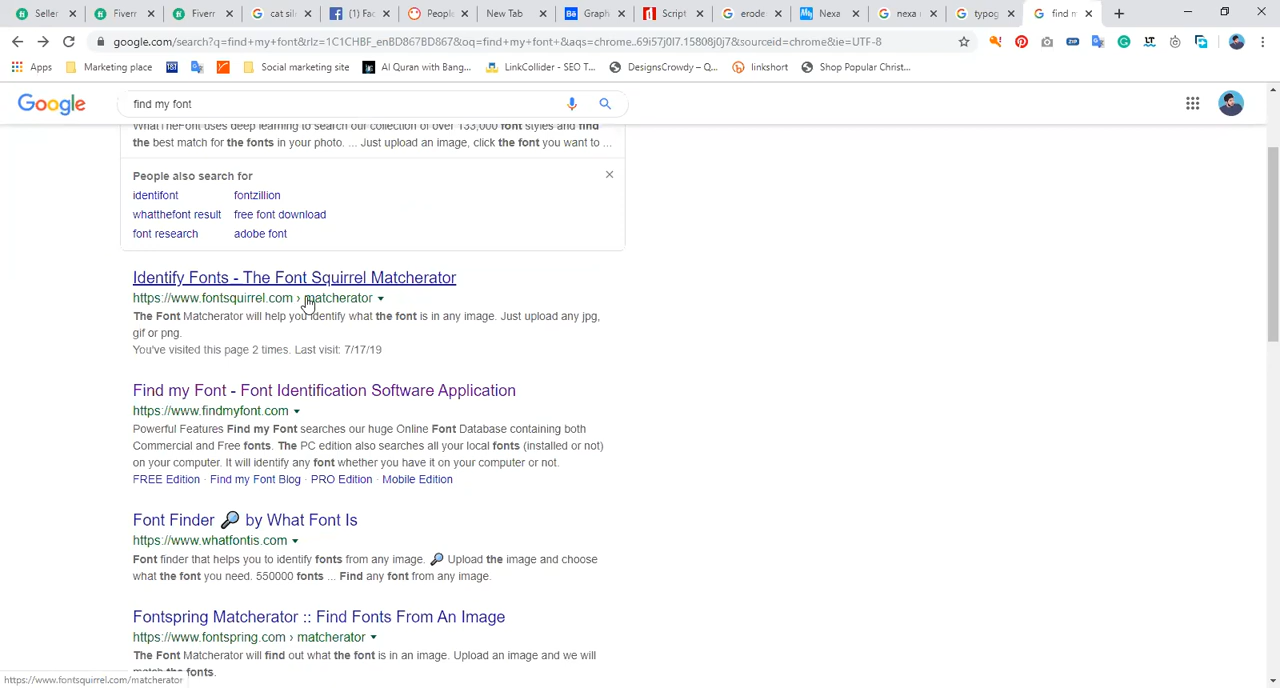 Seller
Fiverr
Fiverr
cat sil
(1) Fac
People
New Tab
Graph
Script
erode
Nexa
nexa
typog
find m
google.com/search?q=find+my+font&rlz=1C1CHBF_enBD867BD867&oq=find+my+font+&aqs=chrome..69i57j0l7.15808j0j7&sourceid=chrome&ie=UTF-8
Apps
Marketing place
Social marketing site
Al Quran with Bang...
LinkCollider - SEO T...
DesignsCrowdy – Q...
linkshort
Shop Popular Christ...
Google
find my font
WhatTheFont uses deep learning to search our collection of over 133,000 font styles and find
the best match for the fonts in your photo. ... Just upload an image, click the font you want to ...
People also search for
identifont fontzillion
whatthefont result free font download
font research adobe font
Identify Fonts - The Font Squirrel Matcherator
https://www.fontsquirrel.com › matcherator
The Font Matcherator will help you identify what the font is in any image. Just upload any jpg,
gif or png.
You've visited this page 2 times. Last visit: 7/17/19
Find my Font - Font Identification Software Application
https://www.findmyfont.com
Powerful Features Find my Font searches our huge Online Font Database containing both
Commercial and Free fonts. The PC edition also searches all your local fonts (installed or not)
on your computer. It will identify any font whether you have it on your computer or not.
FREE Edition · Find my Font Blog · PRO Edition · Mobile Edition
Font Finder 🔎 by What Font Is
https://www.whatfontis.com
Font finder that helps you to identify fonts from any image. 🔎 Upload the image and choose
what the font you need. 550000 fonts ... Find any font from any image.
Fontspring Matcherator :: Find Fonts From An Image
https://www.fontspring.com › matcherator
The Font Matcherator will find out what the font is in an image. Upload an image and we will
match the fonts.
https://www.fontsquirrel.com/matcherator